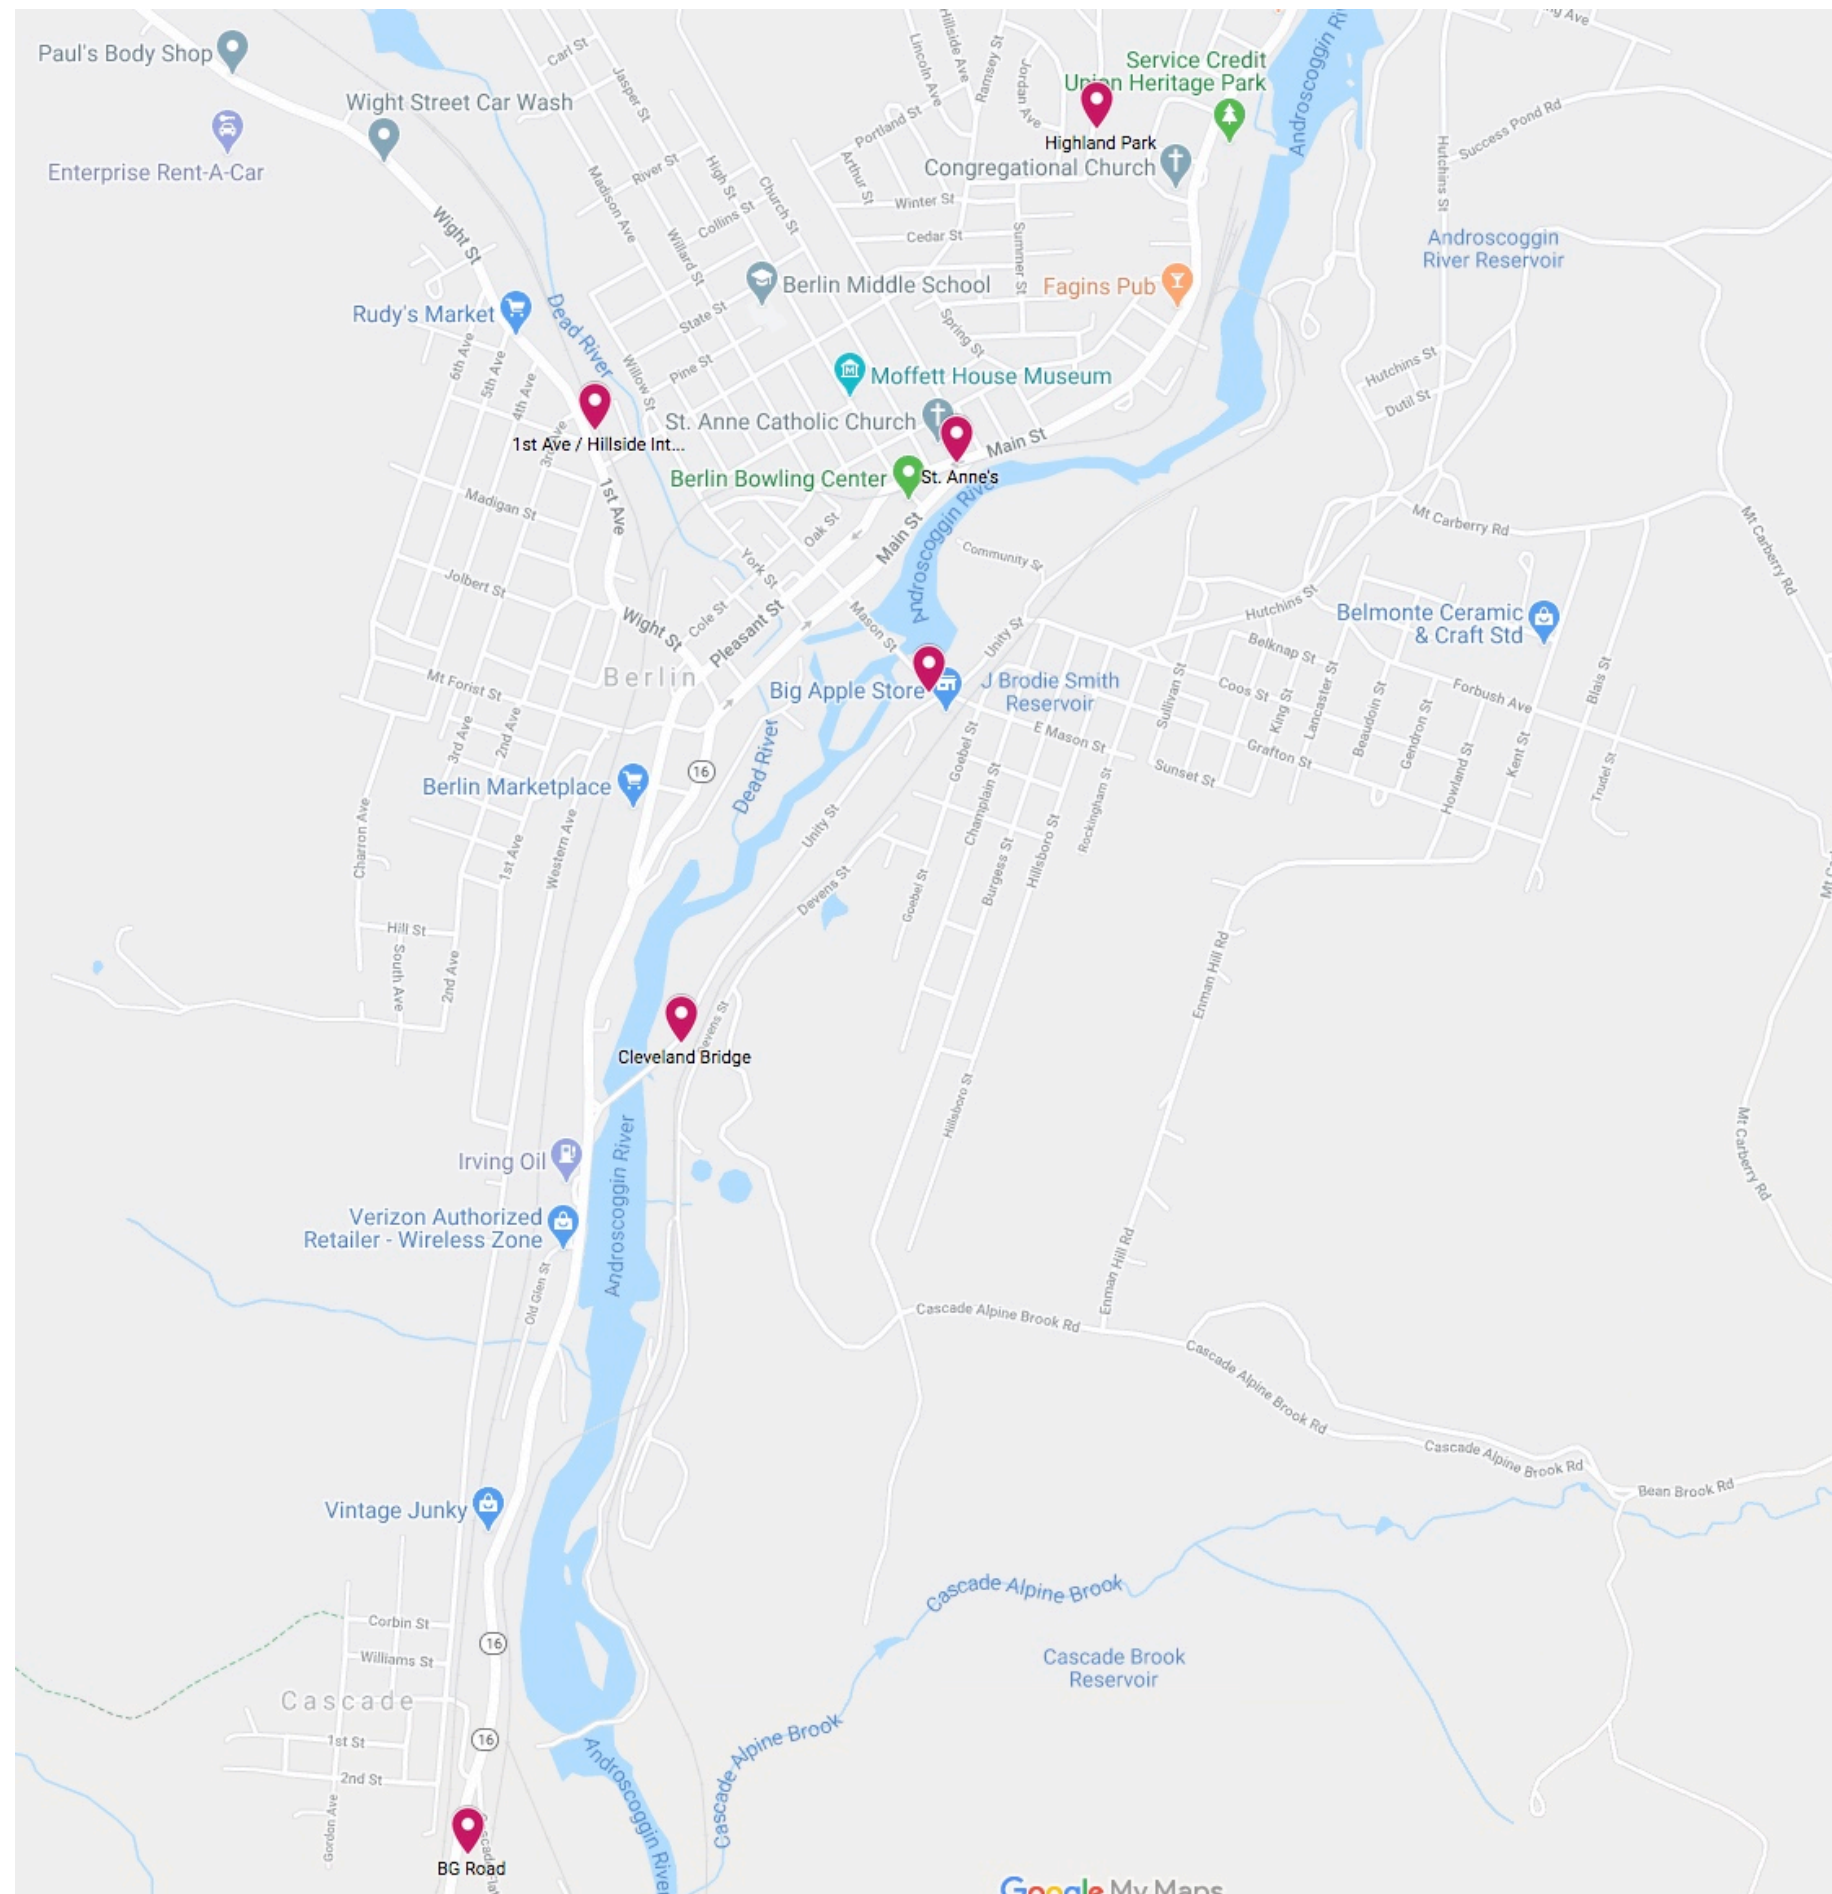 Paul's Body Shop
Carl St
Jasper St
Lincoln Ave
Hillside Ave
Ramsey St
Jordan Ave
Service Credit
Union Heritage Park
Androscoggin Ri
Wight Street Car Wash
Enterprise Rent-A-Car
Portland St
Highland Park
Congregational Church
Hutchins St
Success Pond Rd
River St
High St
Church St
Arthur St
Madison Ave
Collins St
Winter St
Wight St
Willard St
Cedar St
Summer St
Androscoggin
River Reservoir
Berlin Middle School
Fagins Pub
Rudy's Market
Dead River
State St
Spring St
6th Ave
5th Ave
4th Ave
Willow St
Pine St
Moffett House Museum
Hutchins St
Dutil St
3rd Ave
1st Ave / Hillside Int...
St. Anne Catholic Church
Main St
Berlin Bowling Center
St. Anne's
Madigan St
1st Ave
Oak St
Main St
Androscoggin River
Community St
Mt Carberry Rd
Mt Carberry Rd
Jolbert St
York St
Wight St
Cole St
Pleasant St
Mason St
Unity St
Hutchins St
Belmonte Ceramic
& Craft Std
Berlin
Belknap St
Mt Forist St
Big Apple Store
J Brodie Smith
Reservoir
Sullivan St
Coos St
King St
Lancaster St
Beaudoin St
Gendron St
Forbush Ave
Blais St
3rd Ave
2nd Ave
Dead River
Goebel St
E Mason St
Grafton St
Kent St
Howland St
Trudel St
Sunset St
16
Berlin Marketplace
Charron Ave
1st Ave
Western Ave
Unity St
Champlain St
Rockingham St
Burgess St
Hillsboro St
Devens St
Goebel St
Hill St
South Ave
2nd Ave
Enman Hill Rd
Devens St
Cleveland Bridge
Hillsboro St
Mt Carberry Rd
Irving Oil
Androscoggin River
Verizon Authorized
Retailer - Wireless Zone
Old Glen St
Enman Hill Rd
Cascade Alpine Brook Rd
Cascade Alpine Brook Rd
Cascade Alpine Brook Rd
Bean Brook Rd
Vintage Junky
Cascade Alpine Brook
Corbin St
16
Williams St
Cascade Brook
Reservoir
Cascade
1st St
16
2nd St
Cascade Alpine Brook
Androscoggin River
Gordon Ave
BG Road
Google My Maps